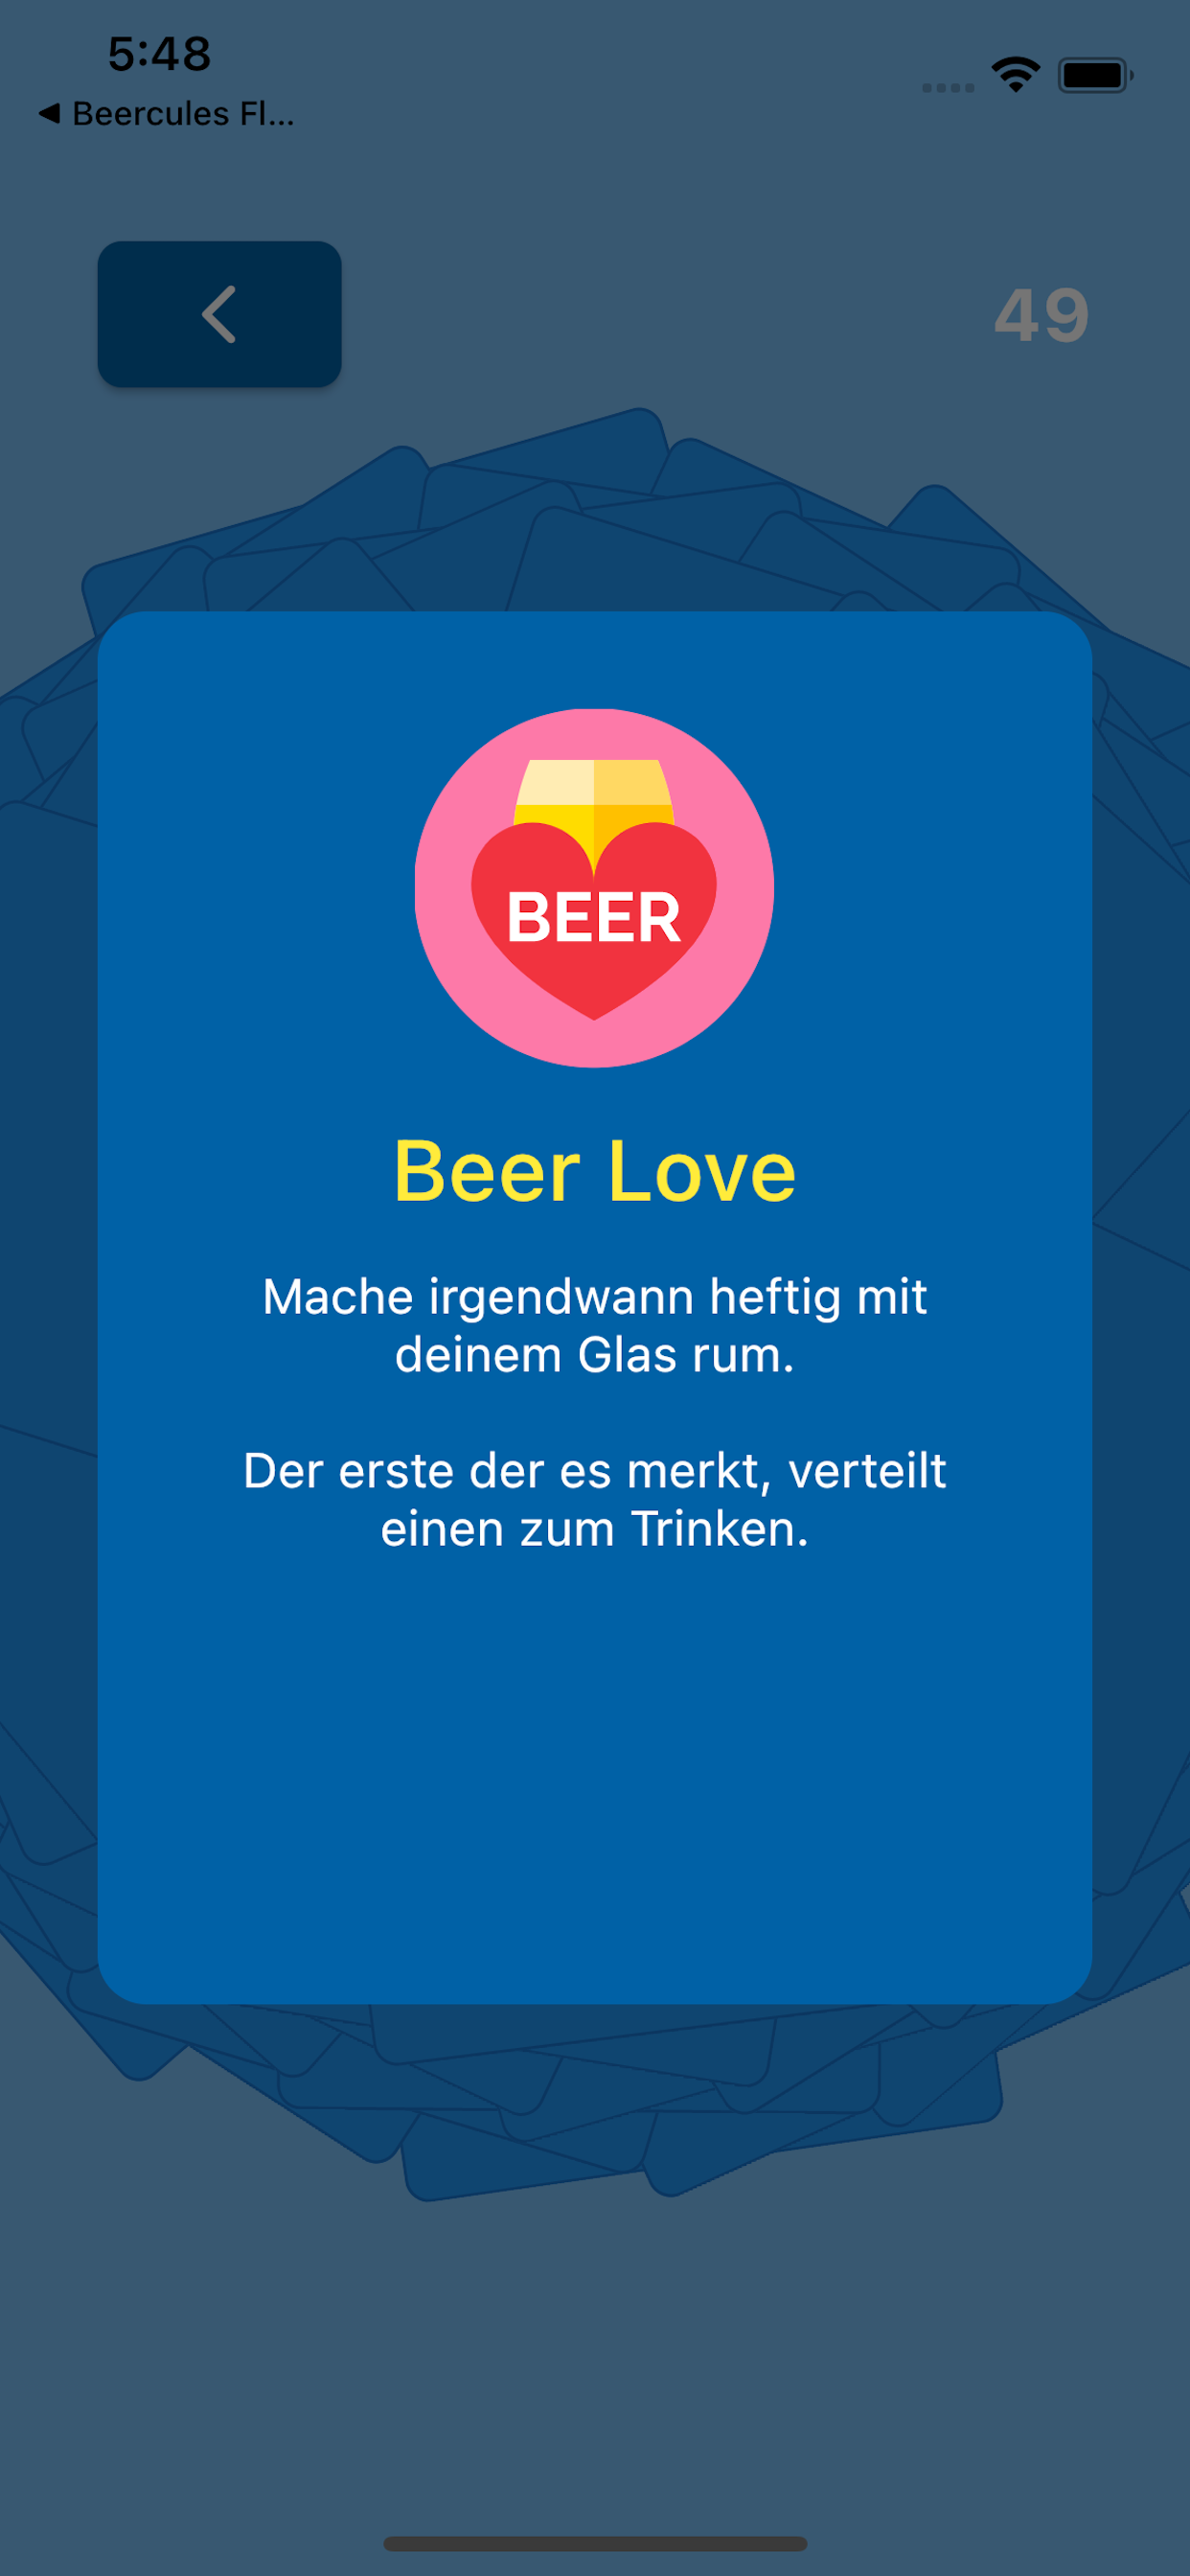 5:48
◀ Beercules Fl...
49
BEER
Beer Love
Mache irgendwann heftig mit
deinem Glas rum.
Der erste der es merkt, verteilt
einen zum Trinken.